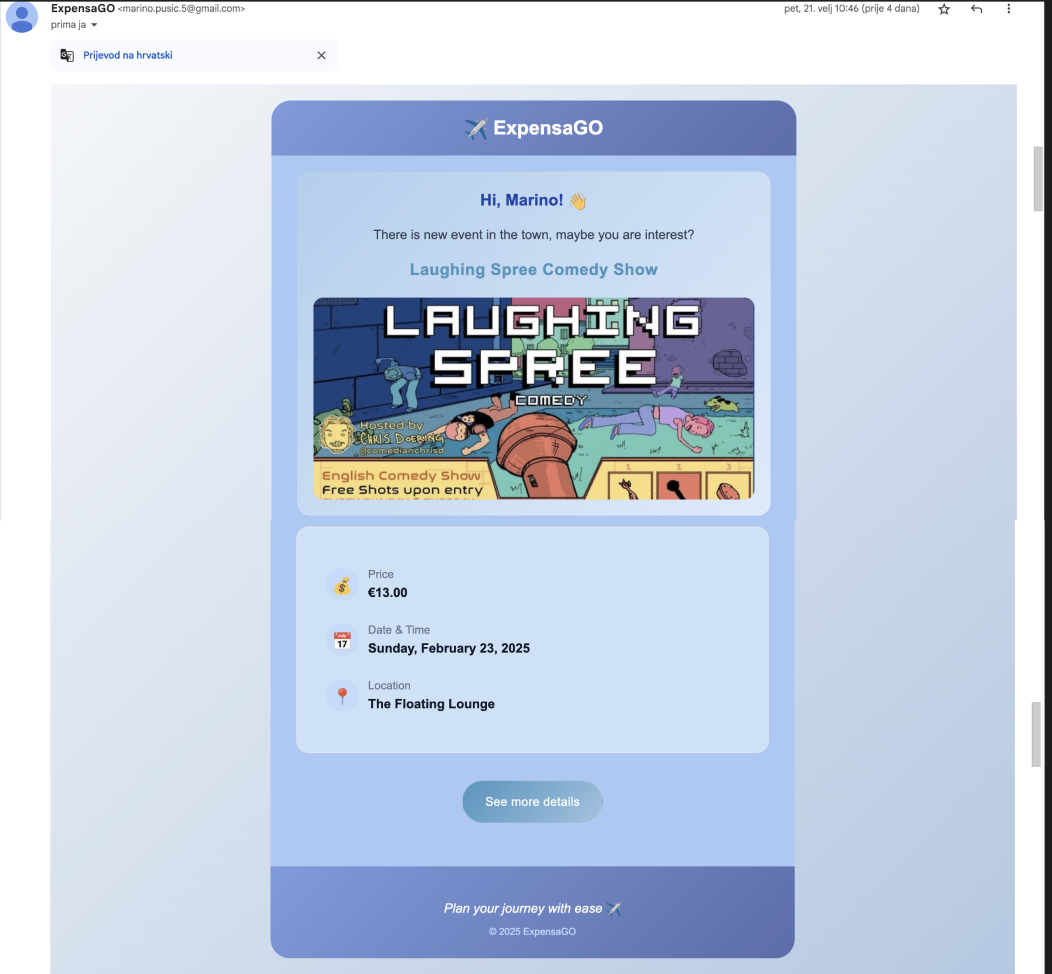 ExpensaGO <marino.pusic.5@gmail.com>
pet, 21. velj 10:46 (prije 4 dana)
prima ja
Prijevod na hrvatski
ExpensaGO
Hi, Marino!
There is new event in the town, maybe you are interest?
Laughing Spree Comedy Show
LAUGHING
SPREE
COMEDY
Hosted by
CHRIS DOERING
@comedianchrisd
English Comedy Show
Free Shots upon entry
1 2 3
Price
€13.00
July
17
Date & Time
Sunday, February 23, 2025
Location
The Floating Lounge
See more details
Plan your journey with ease
© 2025 ExpensaGO